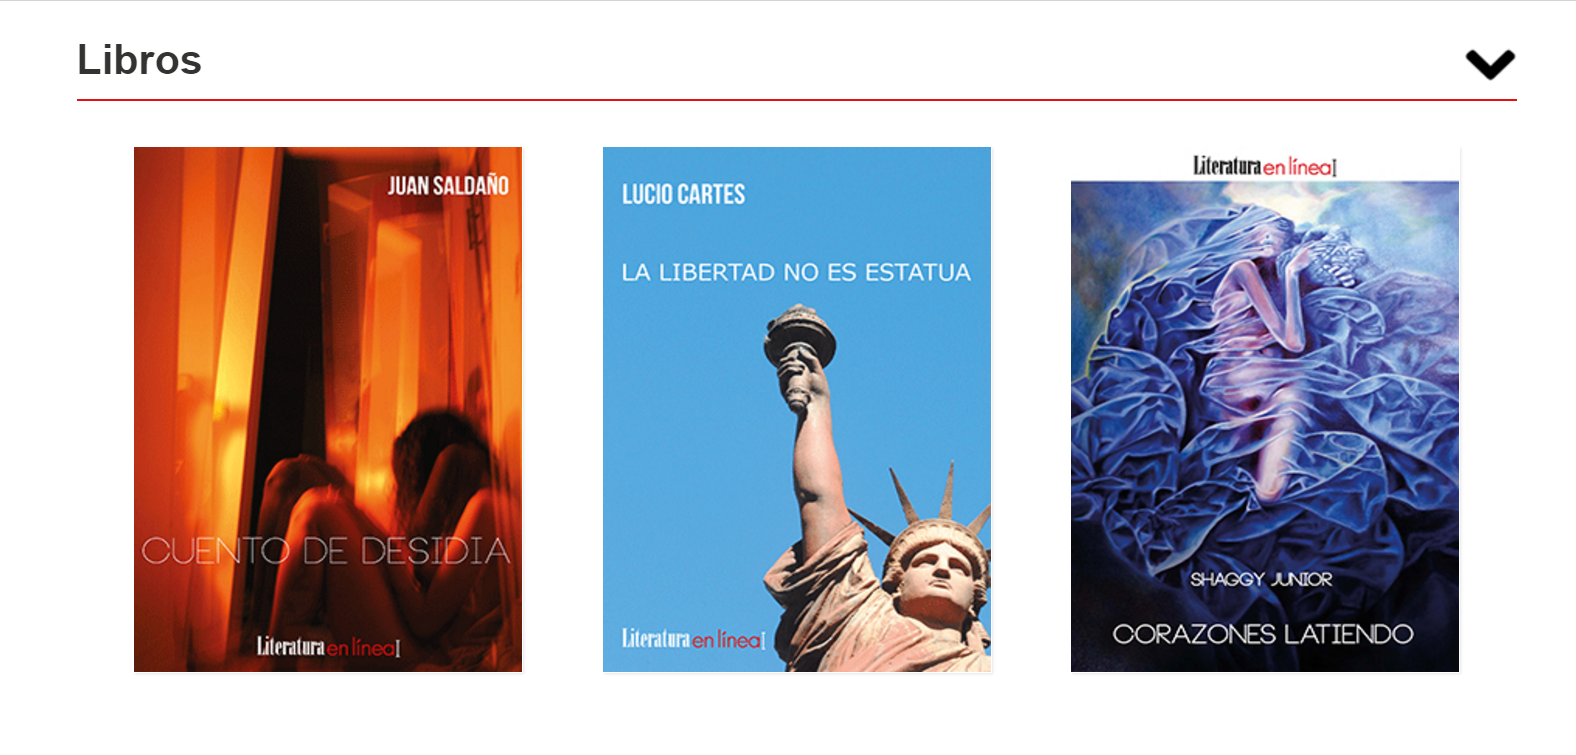 Libros
JUAN SALDAÑO
CUENTO DE DESIDIA
Literatura en línea
LUCIO CARTES
LA LIBERTAD NO ES ESTATUA
Literatura en línea
Literatura en línea
SHAGGY JUNIOR
CORAZONES LATIENDO